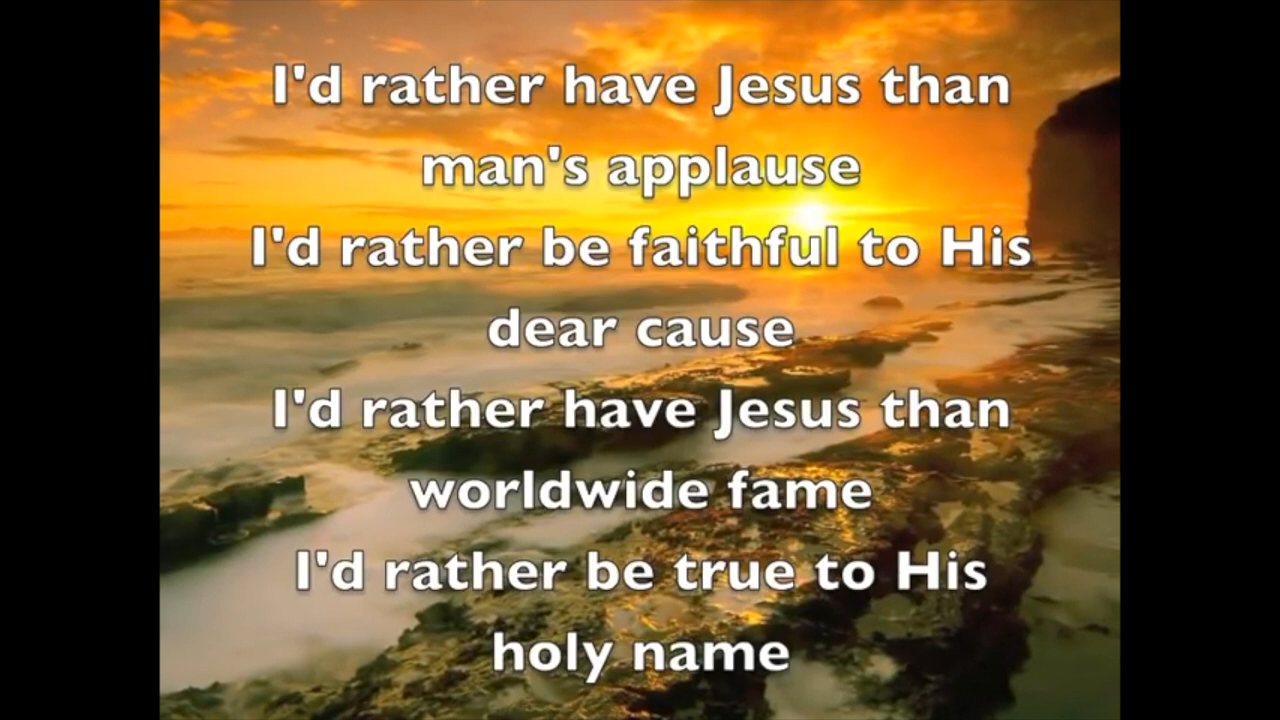 I'd rather have Jesus than
man's applause
I'd rather be faithful to His
dear cause
I'd rather have Jesus than
worldwide fame
I'd rather be true to His
holy name